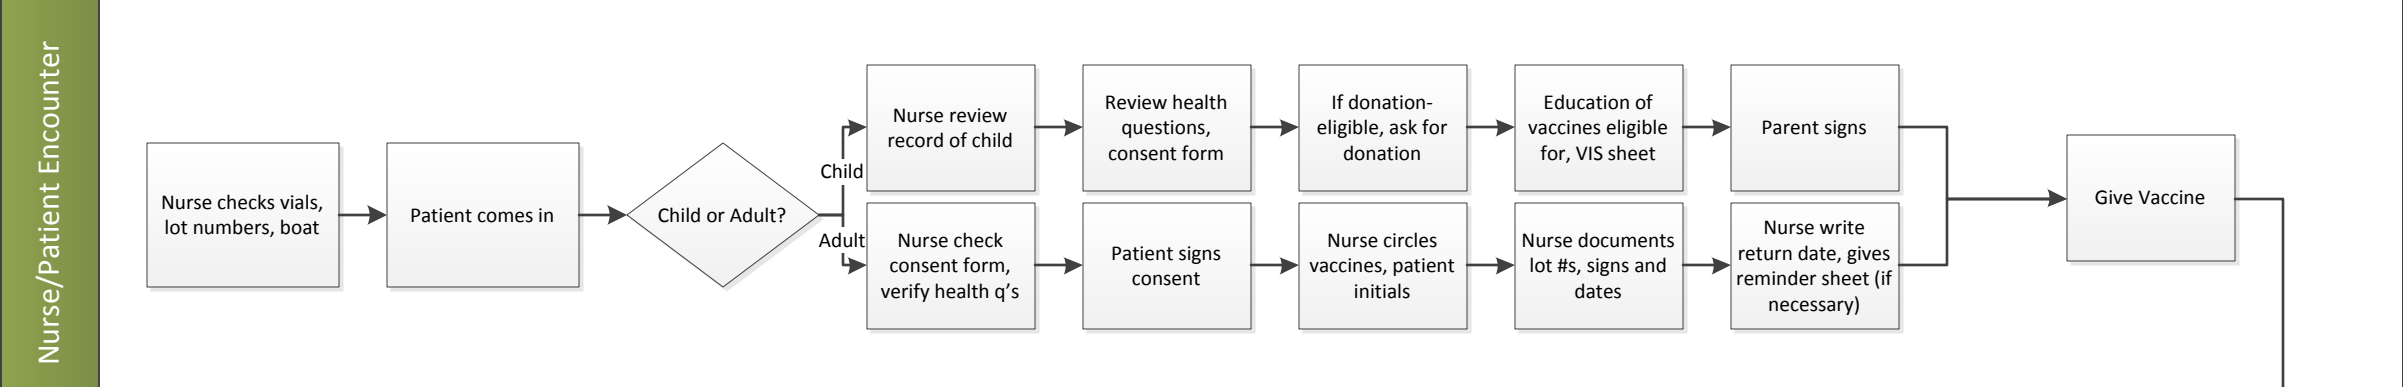 Nurse/Patient Encounter
Nurse checks vials,
lot numbers, boat
Patient comes in
Child or Adult?
Child
Nurse review
record of child
Review health
questions,
consent form
If donation-
eligible, ask for
donation
Education of
vaccines eligible
for, VIS sheet
Parent signs
Adult
Nurse check
consent form,
verify health q’s
Patient signs
consent
Nurse circles
vaccines, patient
initials
Nurse documents
lot #s, signs and
dates
Nurse write
return date, gives
reminder sheet (if
necessary)
Give Vaccine